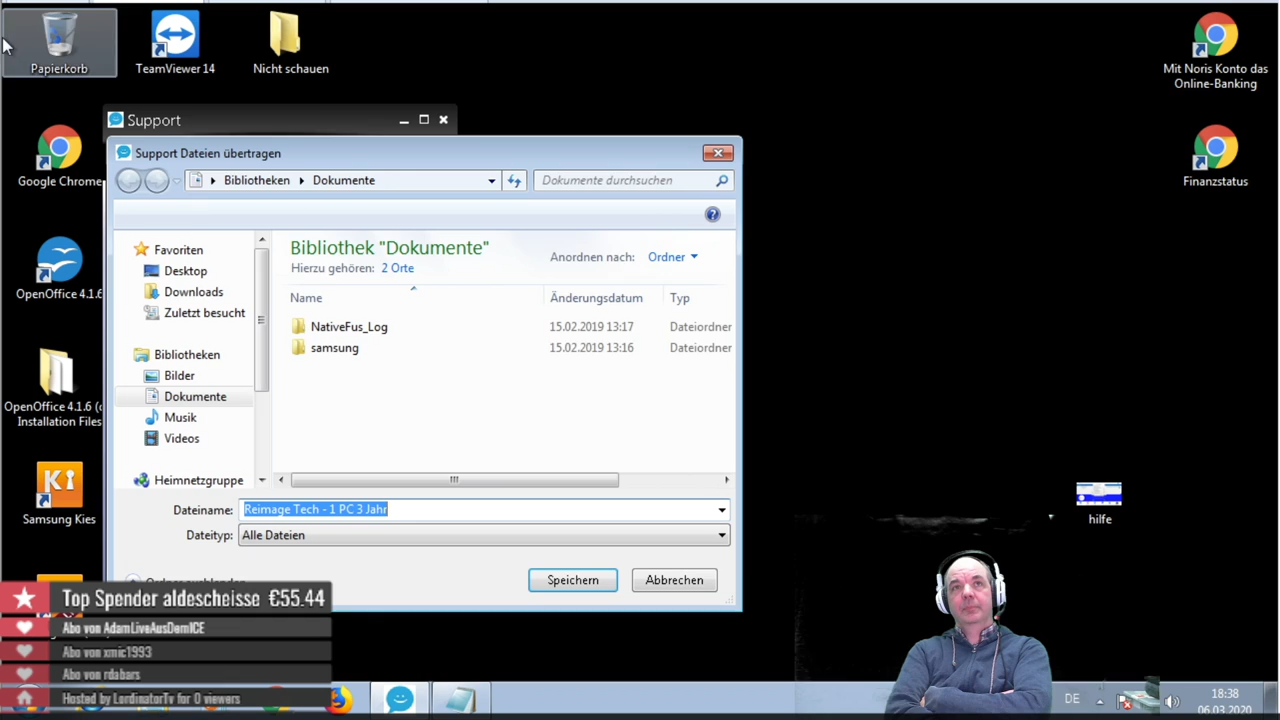 Papierkorb
TeamViewer 14
Nicht schauen
Mit Noris Konto das
Online-Banking
Support
Support Dateien übertragen
Bibliotheken
Dokumente
Dokumente durchsuchen
Google Chrome
Finanzstatus
Favoriten
Desktop
Downloads
Zuletzt besucht
Bibliotheken
Bilder
Dokumente
Musik
Videos
Heimnetzgruppe
Bibliothek "Dokumente"
Hierzu gehören: 2 Orte
Anordnen nach: Ordner
Name Änderungsdatum Typ
NativeFus_Log 15.02.2019 13:17 Dateiordner
samsung 15.02.2019 13:16 Dateiordner
OpenOffice 4.1.6
OpenOffice 4.1.6 (
Installation Files
Ki
Samsung Kies
hilfe
Dateiname: Reimage Tech - 1 PC 3 Jahr
Dateityp: Alle Dateien
Ordner ausblenden
Speichern
Abbrechen
Top Spender aldescheisse €55.44
Abo von AdamLiveAusDemICE
Abo von xmic1993
Abo von rdabars
Hosted by LordinatorTv for 0 viewers
DE
18:38
06.03.2020